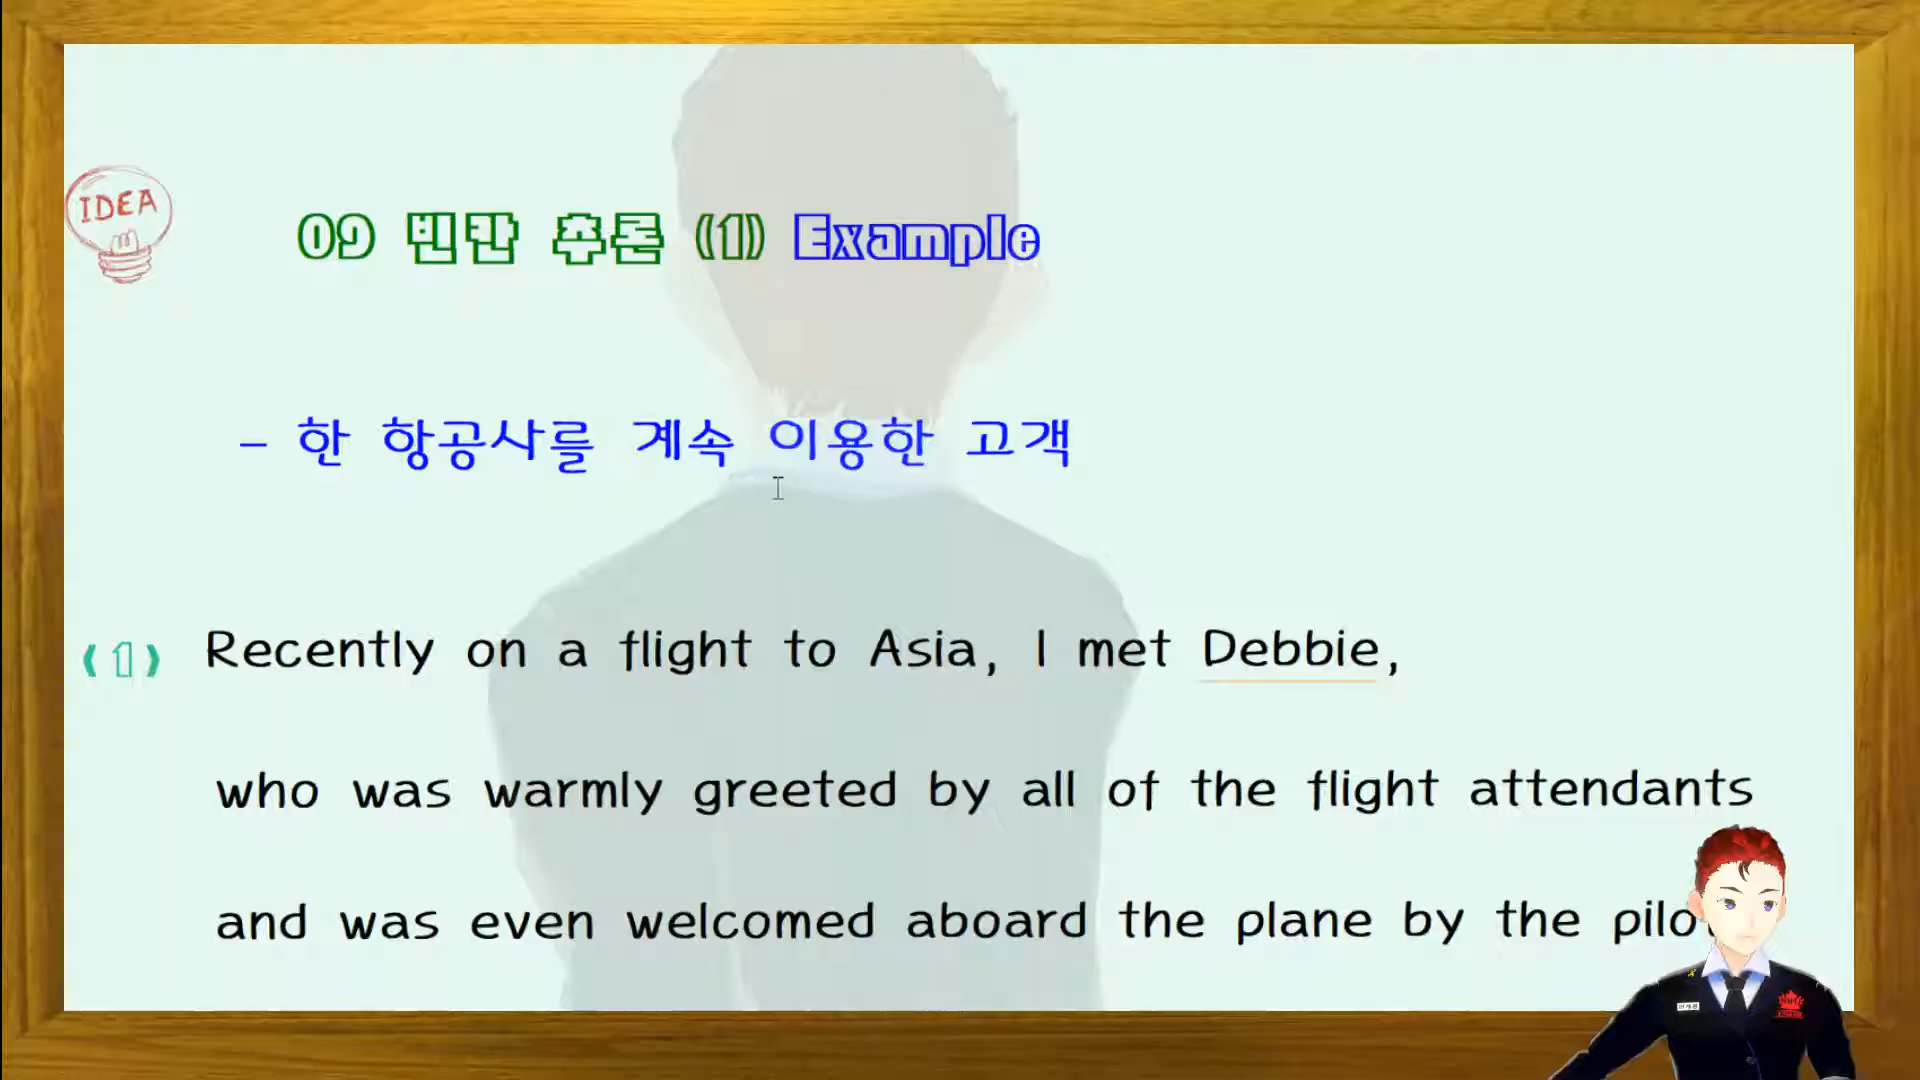 IDEA
09 빈칸 추론 (1) Example
– 한 항공사를 계속 이용한 고객
(1) Recently on a flight to Asia, I met Debbie,
who was warmly greeted by all of the flight attendants
and was even welcomed aboard the plane by the pilo